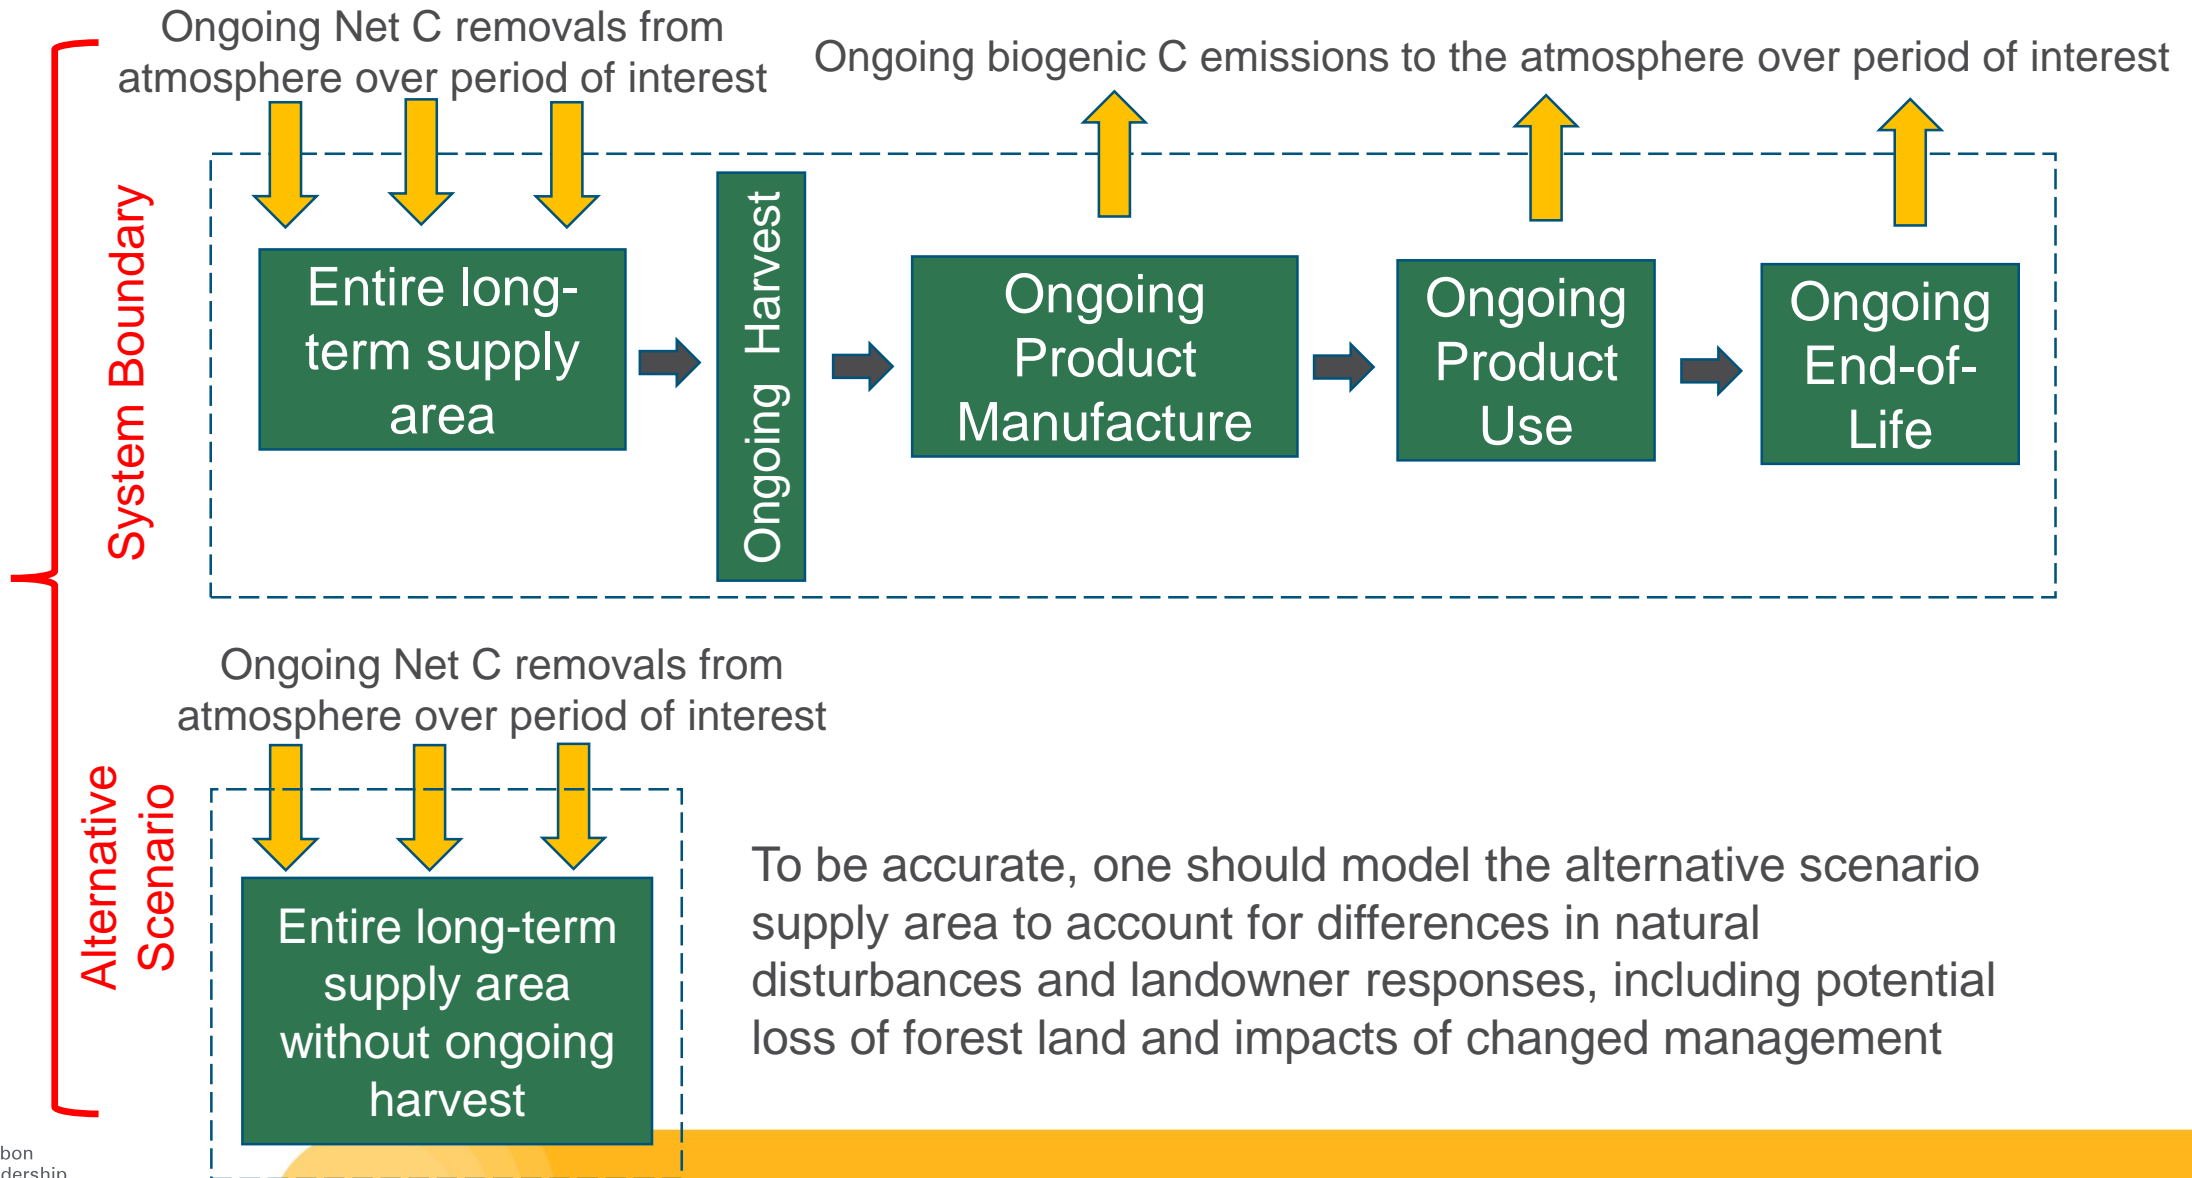 Ongoing Net C removals from
atmosphere over period of interest
Ongoing biogenic C emissions to the atmosphere over period of interest
System Boundary
Entire long-
term supply
area
Ongoing Harvest
Ongoing
Product
Manufacture
Ongoing
Product
Use
Ongoing
End-of-
Life
Ongoing Net C removals from
atmosphere over period of interest
Alternative
Scenario
Entire long-term
supply area
without ongoing
harvest
To be accurate, one should model the alternative scenario
supply area to account for differences in natural
disturbances and landowner responses, including potential
loss of forest land and impacts of changed management
bon
dership